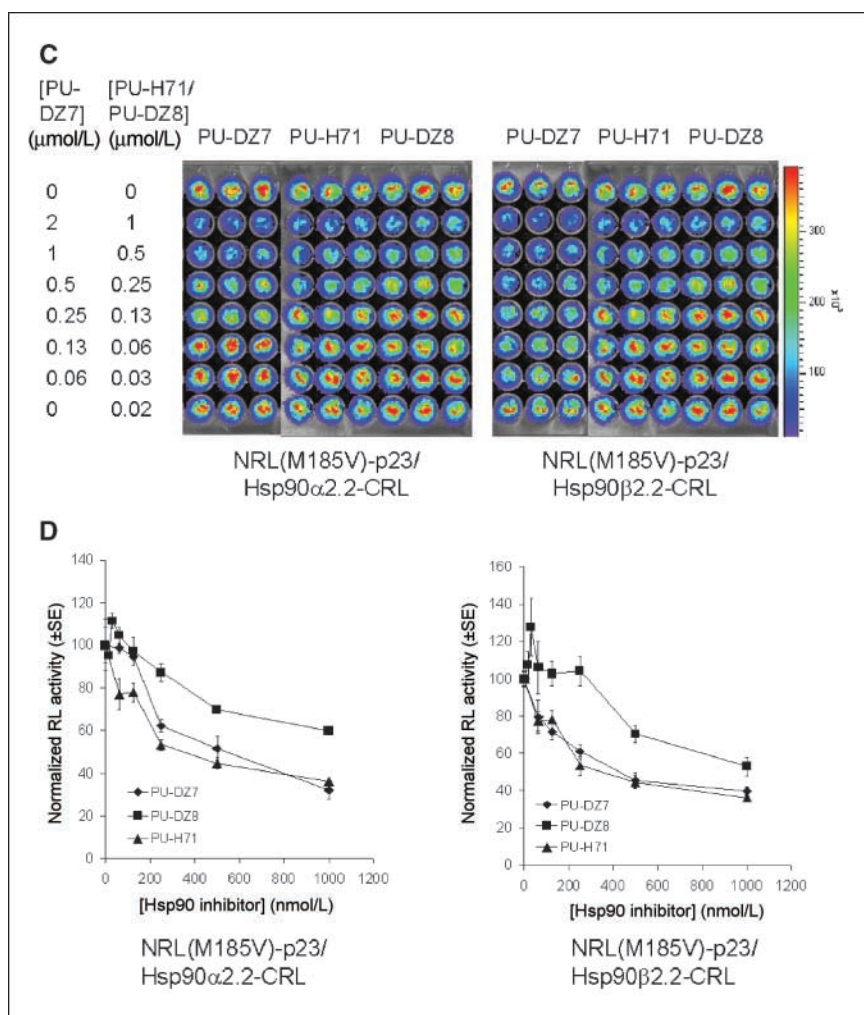 C
[PU-DZ7] (μmol/L) [PU-H71/PU-DZ8] (μmol/L)
PU-DZ7 PU-H71 PU-DZ8 PU-DZ7 PU-H71 PU-DZ8
0 0
2 1
1 0.5
0.5 0.25
0.25 0.13
0.13 0.06
0.06 0.03
0 0.02
300
200
100
NRL(M185V)-p23/
Hsp90α2.2-CRL
NRL(M185V)-p23/
Hsp90β2.2-CRL
D
Normalized RL activity (±SE)
140
120
100
80
60
40
20
0
PU-DZ7
PU-DZ8
PU-H71
0 200 400 600 800 1000 1200
[Hsp90 inhibitor] (nmol/L)
NRL(M185V)-p23/
Hsp90α2.2-CRL
Normalized RL activity (±SE)
160
140
120
100
80
60
40
20
0
PU-DZ7
PU-DZ8
PU-H71
0 200 400 600 800 1000 1200
[Hsp90 inhibitor] (nmol/L)
NRL(M185V)-p23/
Hsp90β2.2-CRL